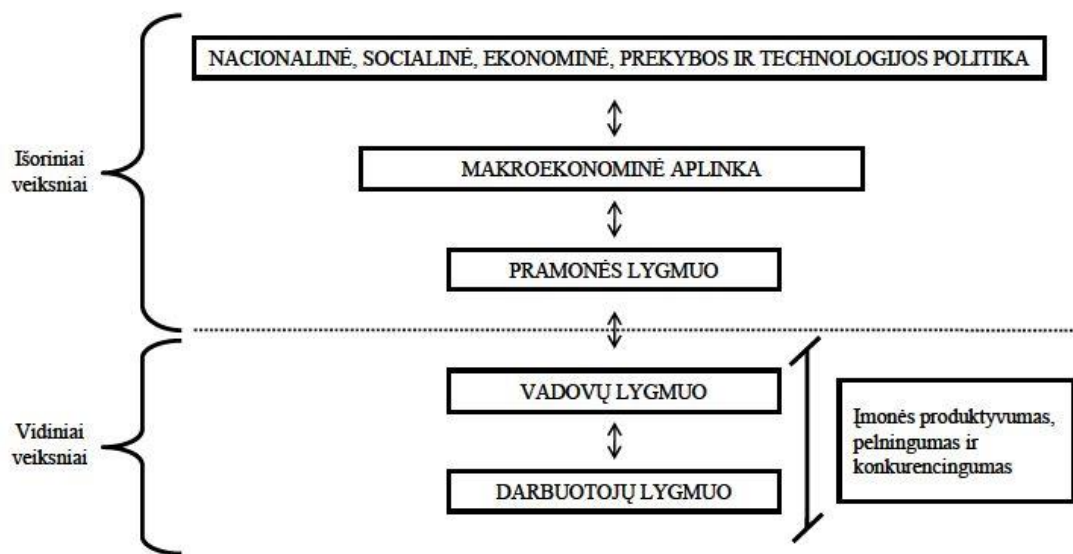 NACIONALINĖ, SOCIALINĖ, EKONOMINĖ, PREKYBOS IR TECHNOLOGIJOS POLITIKA
Išoriniai
veiksniai
MAKROEKONOMINĖ APLINKA
PRAMONĖS LYGMUO
VADOVŲ LYGMUO
Vidiniai
veiksniai
Įmonės produktyvumas,
pelningumas ir
konkurencingumas
DARBUOTOJŲ LYGMUO